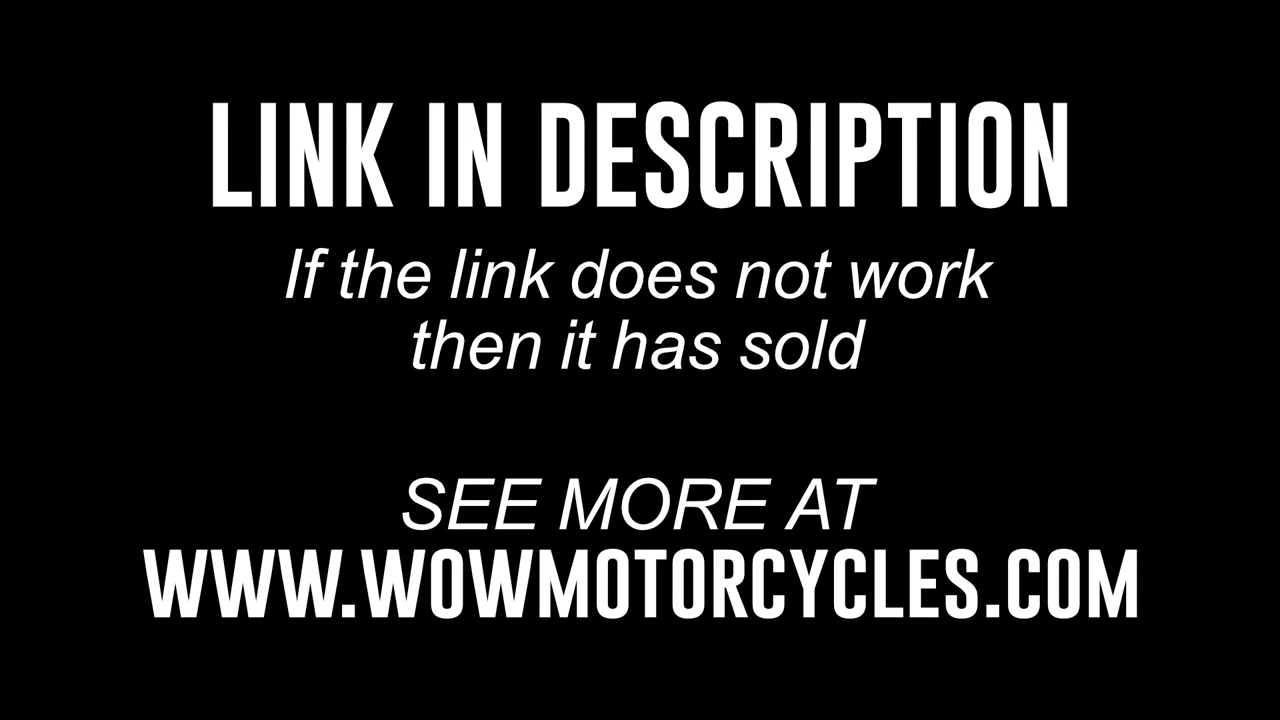 LINK IN DESCRIPTION
If the link does not work
then it has sold
SEE MORE AT
WWW.WOWMOTORCYCLES.COM